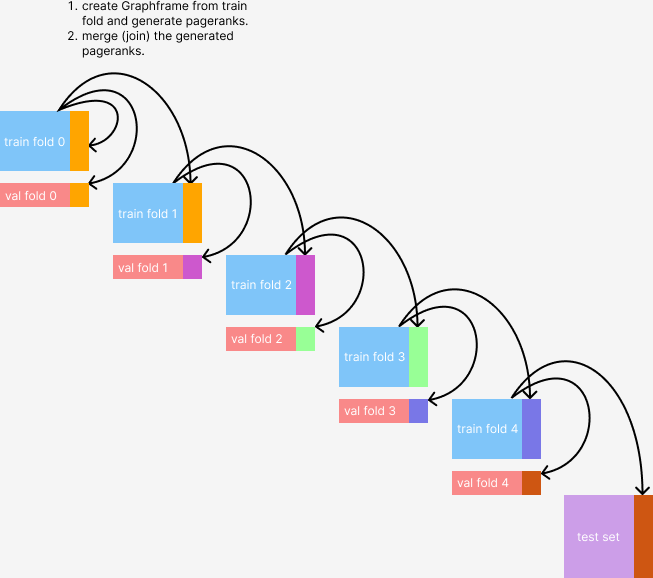 1. create Graphframe from train
fold and generate pageranks.
2. merge (join) the generated
pageranks.
train fold 0
val fold 0
train fold 1
val fold 1
train fold 2
val fold 2
train fold 3
val fold 3
train fold 4
val fold 4
test set